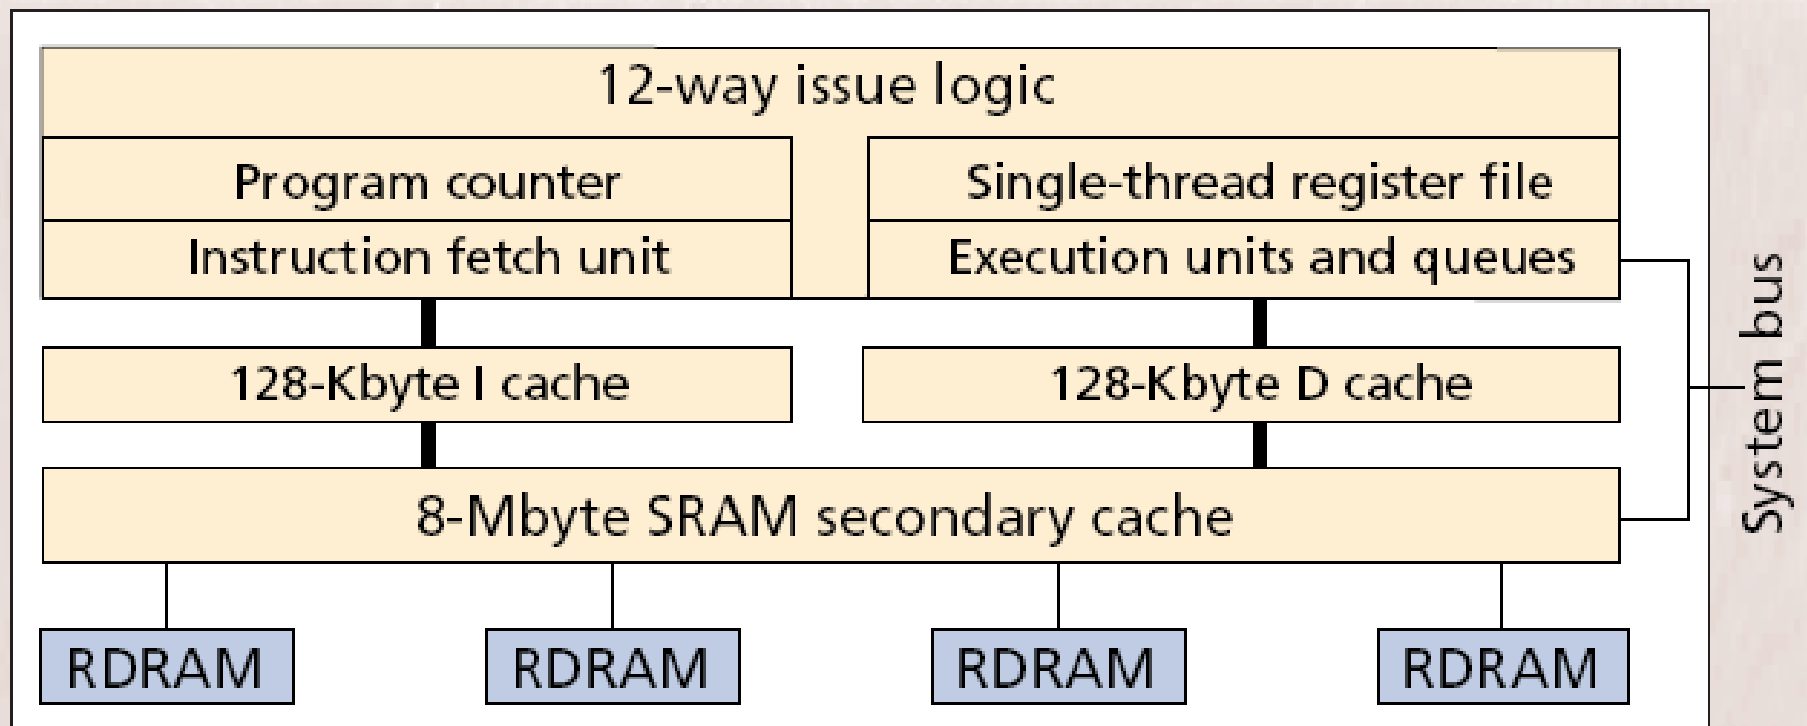 12-way issue logic
Program counter
Single-thread register file
Instruction fetch unit
Execution units and queues
128-Kbyte I cache
128-Kbyte D cache
8-Mbyte SRAM secondary cache
System bus
RDRAM
RDRAM
RDRAM
RDRAM